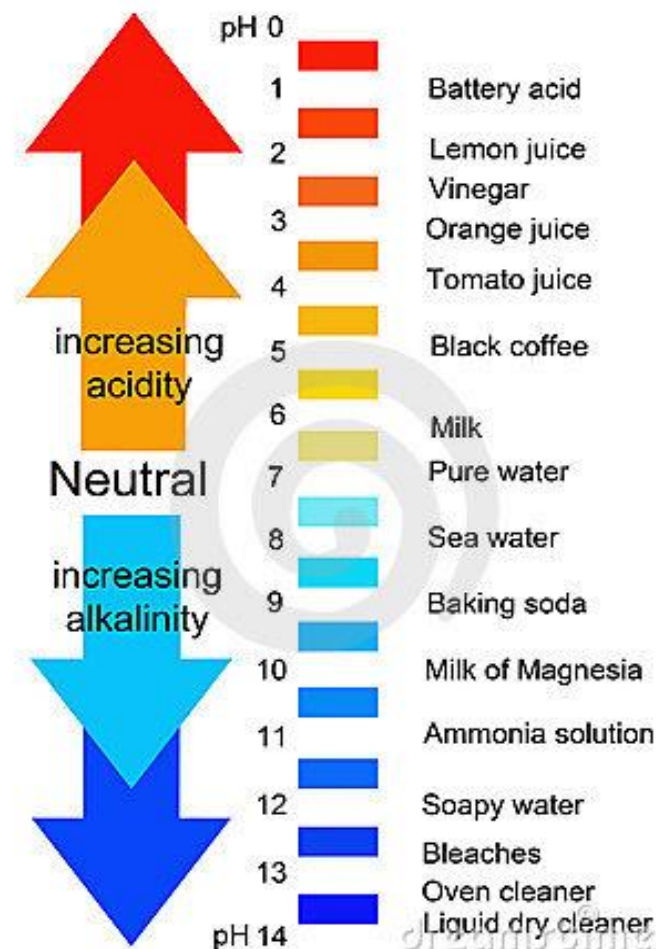 pH 0
1 Battery acid
2 Lemon juice
Vinegar
3 Orange juice
4 Tomato juice
increasing
acidity
5 Black coffee
6 Milk
Neutral
7 Pure water
8 Sea water
increasing
alkalinity
9 Baking soda
10 Milk of Magnesia
11 Ammonia solution
12 Soapy water
Bleaches
13 Oven cleaner
pH 14 Liquid dry cleaner